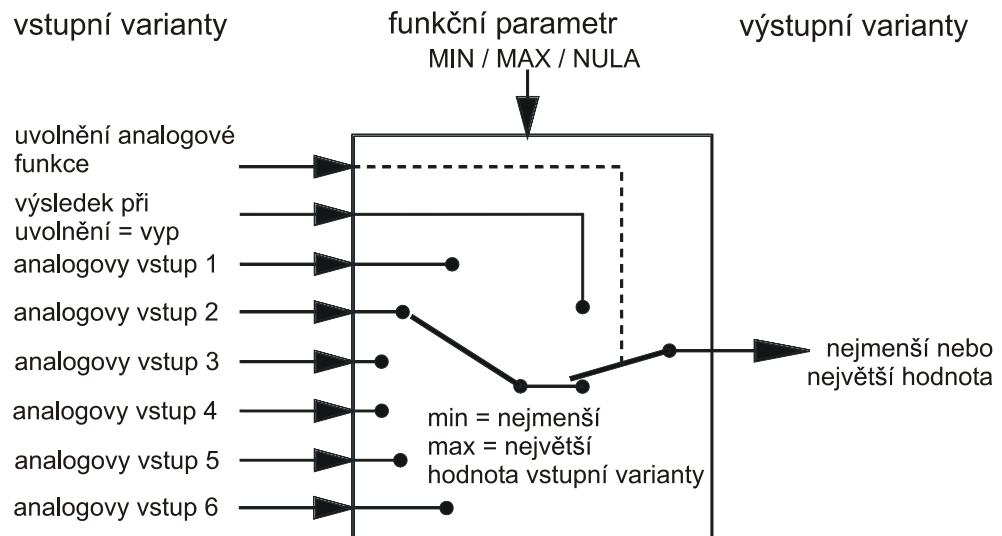 vstupní varianty
funkční parametr
výstupní varianty
MIN / MAX / NULA
uvolnění analogové
funkce
výsledek při
uvolnění = vyp
analogovy vstup 1
analogovy vstup 2
analogovy vstup 3
analogovy vstup 4
analogovy vstup 5
analogovy vstup 6
min = nejmenší
max = největší
hodnota vstupní varianty
nejmenší nebo
největší hodnota